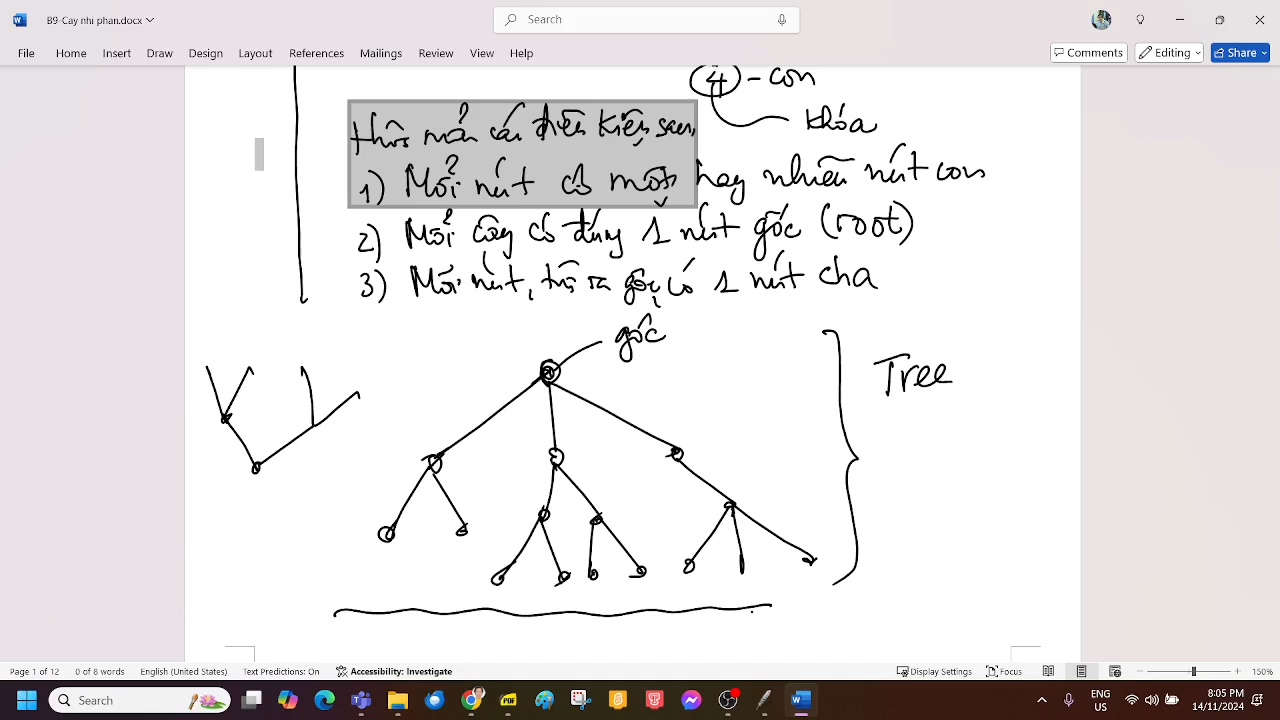 B9-Cay nhi phan.docx
Search
File Home Insert Draw Design Layout References Mailings Review View Help
Comments Editing Share
4 - con
khóa
thỏa mãn các điều kiện sau
1) Mỗi nút có một hay nhiều nút con
2) Mỗi cây có đúng 1 nút gốc (root)
3) Mỗi nút, trừ ra gốc, có 1 nút cha
gốc
Tree
Page 1 of 12 0 of 8 words English (United States) Text Predictions: On Accessibility: Investigate Display Settings Focus 150%
Search
PDF
ENG
US
8:05 PM
14/11/2024